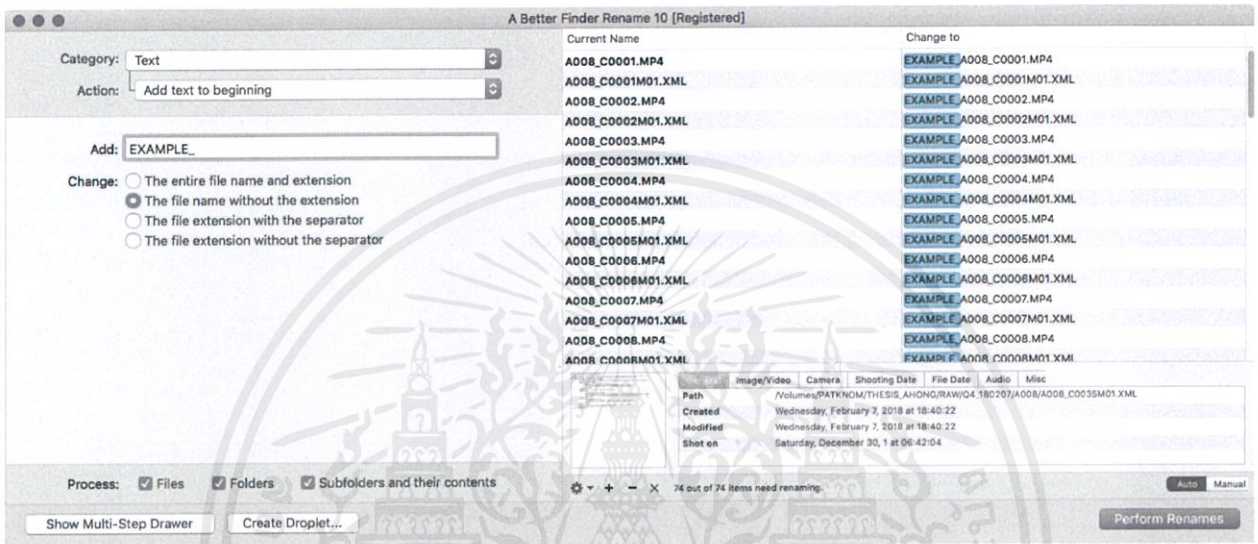 A Better Finder Rename 10 [Registered]
Category: Text
Action: Add text to beginning
Add: EXAMPLE_
Change: The entire file name and extension
The file name without the extension
The file extension with the separator
The file extension without the separator
Current Name Change to
A008_C0001.MP4 EXAMPLE_A008_C0001.MP4
A008_C0001M01.XML EXAMPLE_A008_C0001M01.XML
A008_C0002.MP4 EXAMPLE_A008_C0002.MP4
A008_C0002M01.XML EXAMPLE_A008_C0002M01.XML
A008_C0003.MP4 EXAMPLE_A008_C0003.MP4
A008_C0003M01.XML EXAMPLE_A008_C0003M01.XML
A008_C0004.MP4 EXAMPLE_A008_C0004.MP4
A008_C0004M01.XML EXAMPLE_A008_C0004M01.XML
A008_C0005.MP4 EXAMPLE_A008_C0005.MP4
A008_C0005M01.XML EXAMPLE_A008_C0005M01.XML
A008_C0006.MP4 EXAMPLE_A008_C0006.MP4
A008_C0006M01.XML EXAMPLE_A008_C0006M01.XML
A008_C0007.MP4 EXAMPLE_A008_C0007.MP4
A008_C0007M01.XML EXAMPLE_A008_C0007M01.XML
A008_C0008.MP4 EXAMPLE_A008_C0008.MP4
A008_C0008M01.XML EXAMPLE_A008_C0008M01.XML
Image/Video Camera Shooting Date File Date Audio Misc
Path /Volumes/PATKNOM/THESIS_AHONG/RAW/Q4_180207/A008/A008_C0035M01.XML
Created Wednesday, February 7, 2018 at 18:40:22
Modified Wednesday, February 7, 2018 at 18:40:22
Shot on Saturday, December 30, 1 at 06:42:04
Process: Files Folders Subfolders and their contents
74 out of 74 items need renaming.
Auto Manual
Show Multi-Step Drawer Create Droplet... Perform Renames